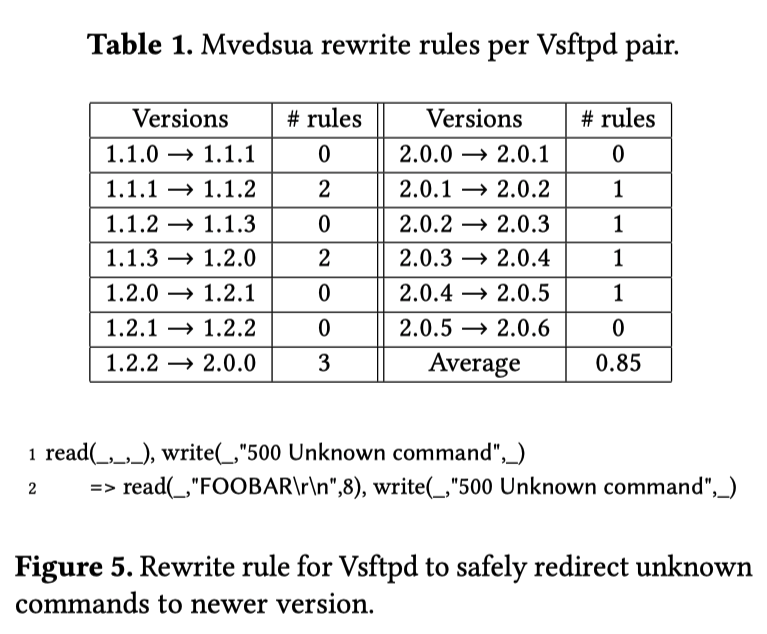 Table 1. Mvedsua rewrite rules per Vsftpd pair.
Versions # rules Versions # rules
1.1.0 → 1.1.1 0 2.0.0 → 2.0.1 0
1.1.1 → 1.1.2 2 2.0.1 → 2.0.2 1
1.1.2 → 1.1.3 0 2.0.2 → 2.0.3 1
1.1.3 → 1.2.0 2 2.0.3 → 2.0.4 1
1.2.0 → 1.2.1 0 2.0.4 → 2.0.5 1
1.2.1 → 1.2.2 0 2.0.5 → 2.0.6 0
1.2.2 → 2.0.0 3 Average 0.85
1 read(_,_,_), write(_,"500 Unknown command",_)
2 => read(_,"FOOBAR\r\n",8), write(_,"500 Unknown command",_)
Figure 5. Rewrite rule for Vsftpd to safely redirect unknown
commands to newer version.